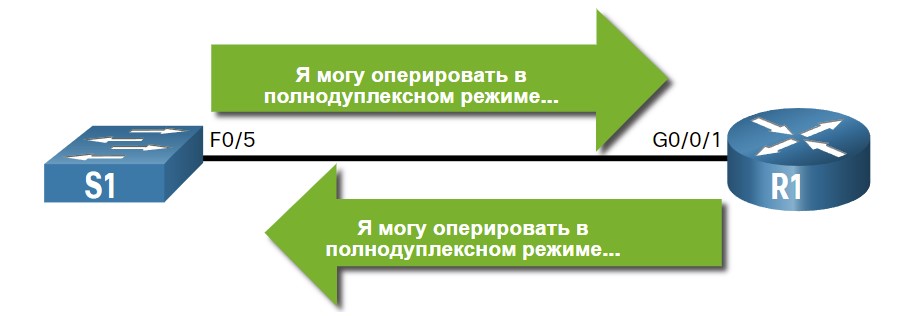 Я могу оперировать в
полнодуплексном режиме...
F0/5
G0/0/1
S1
R1
Я могу оперировать в
полнодуплексном режиме...